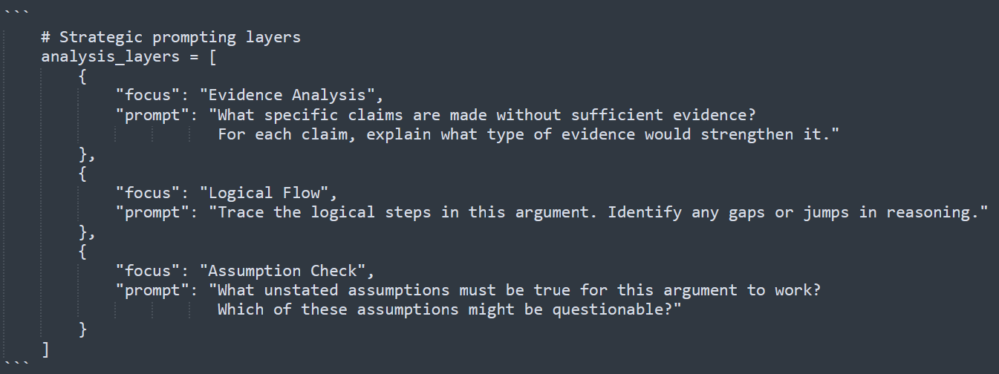 ```
# Strategic prompting layers
analysis_layers = [
{
"focus": "Evidence Analysis",
"prompt": "What specific claims are made without sufficient evidence?
For each claim, explain what type of evidence would strengthen it."
},
{
"focus": "Logical Flow",
"prompt": "Trace the logical steps in this argument. Identify any gaps or jumps in reasoning."
},
{
"focus": "Assumption Check",
"prompt": "What unstated assumptions must be true for this argument to work?
Which of these assumptions might be questionable?"
}
]
```